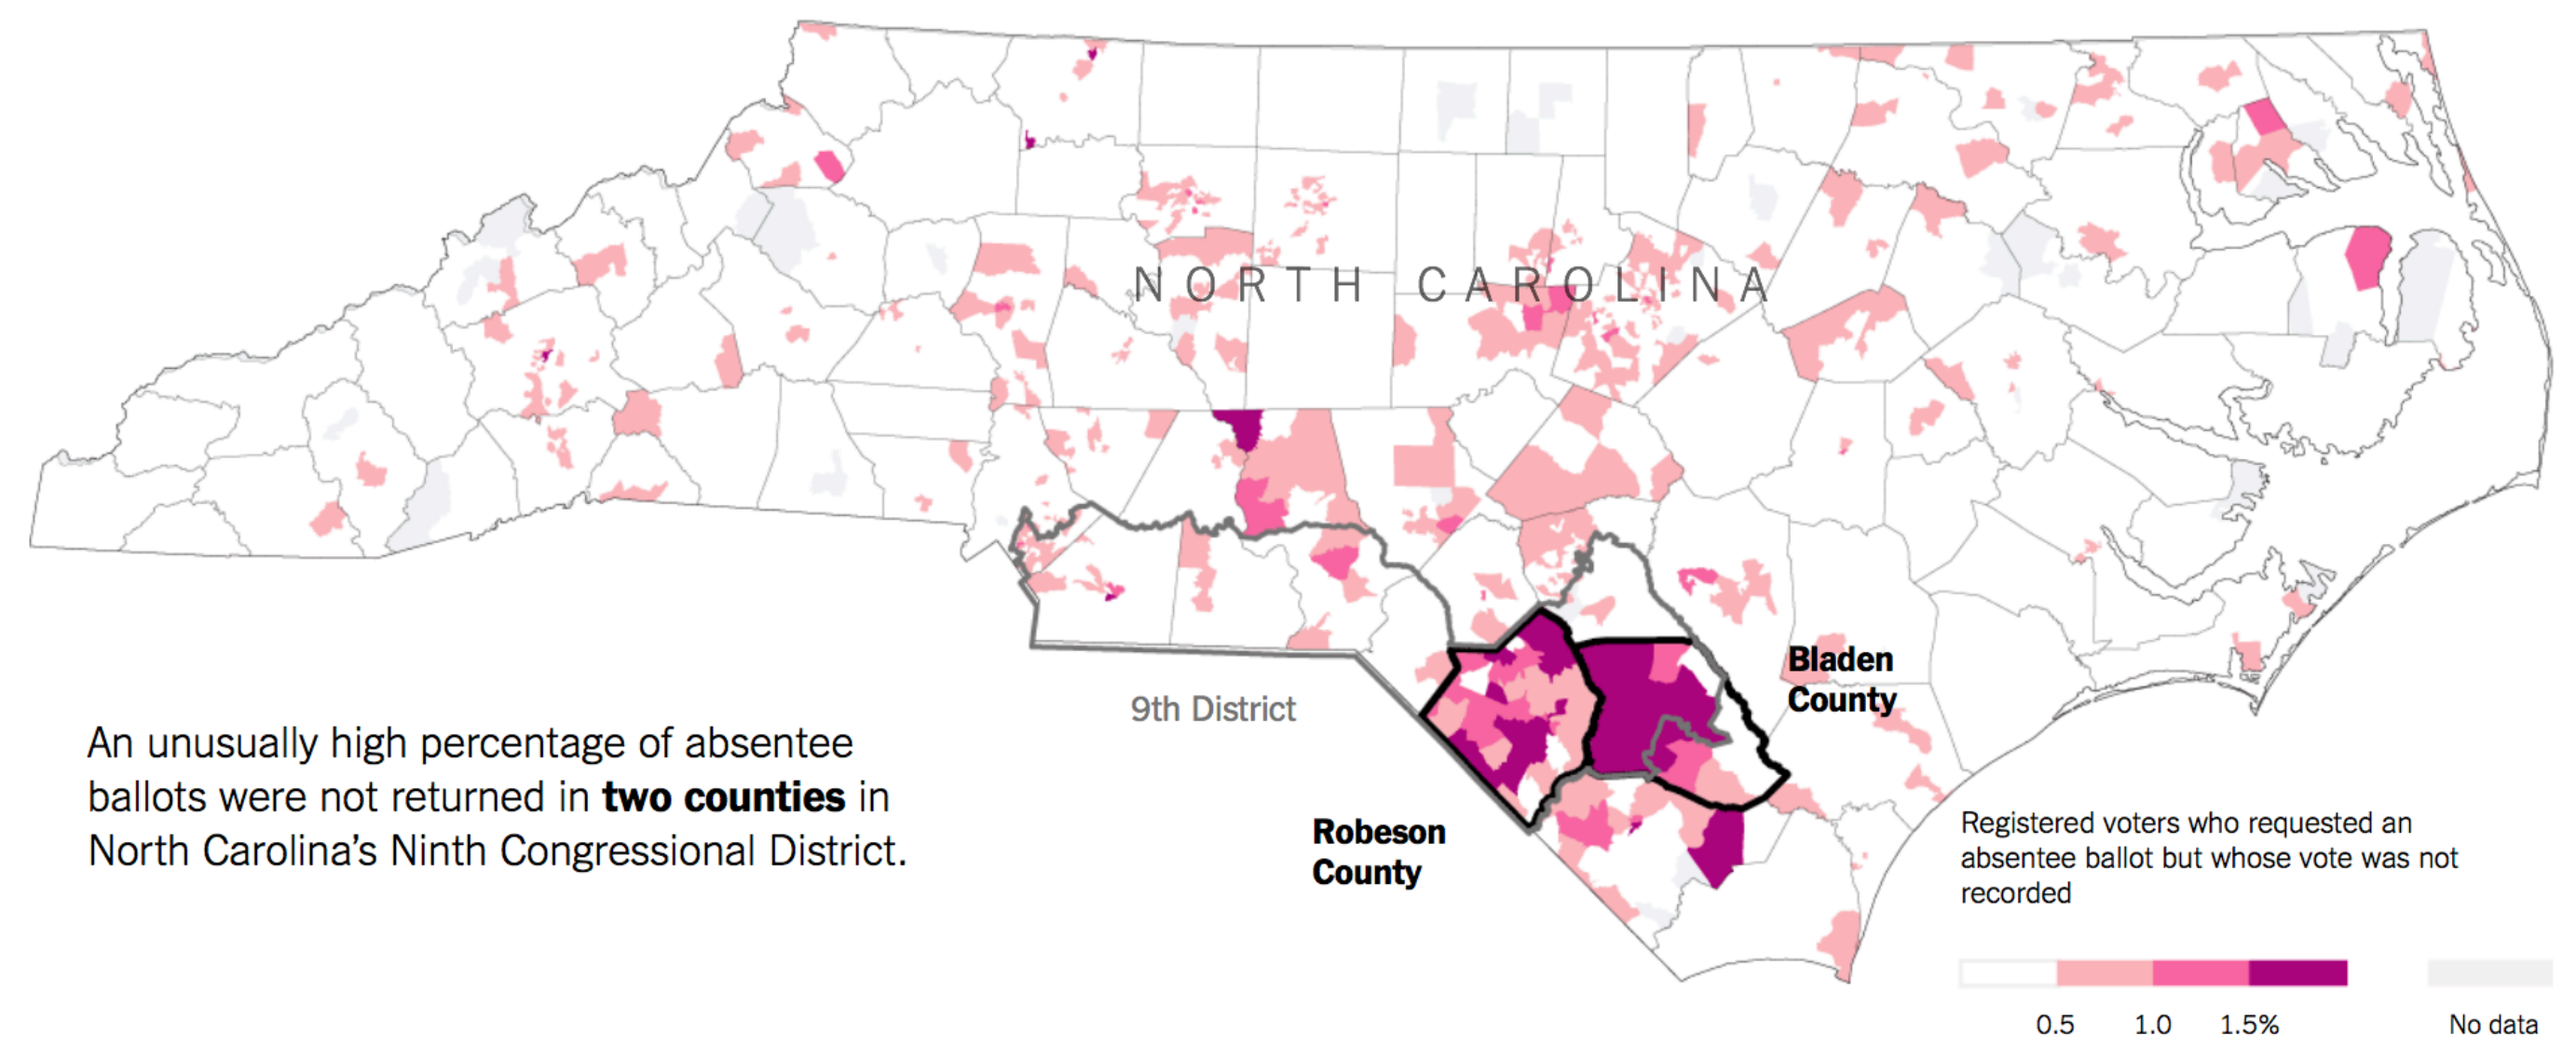 NORTH CAROLINA
Bladen
County
9th District
An unusually high percentage of absentee
ballots were not returned in two counties in
North Carolina’s Ninth Congressional District.
Robeson
County
Registered voters who requested an
absentee ballot but whose vote was not
recorded
0.5 1.0 1.5% No data